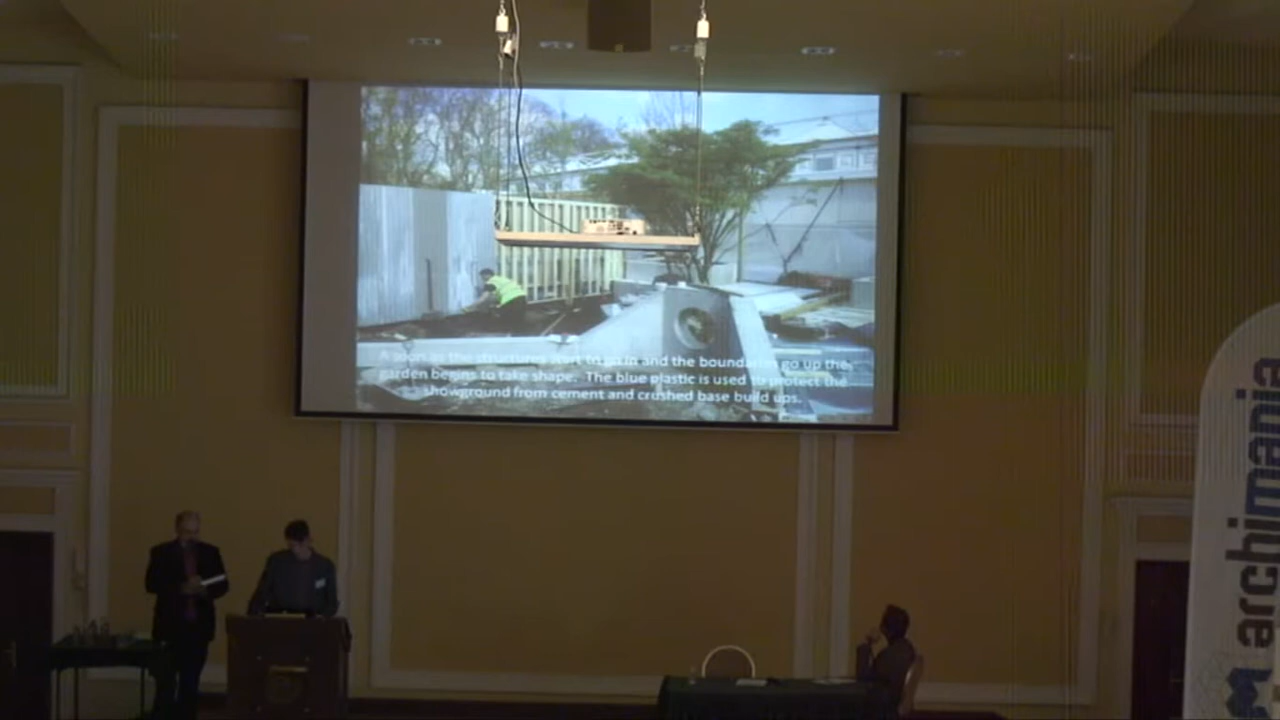 As soon as the structures start to go in and the boundaries go up the
garden begins to take shape. The blue plastic is used to protect the
showground from cement and crushed base build ups.
archimania